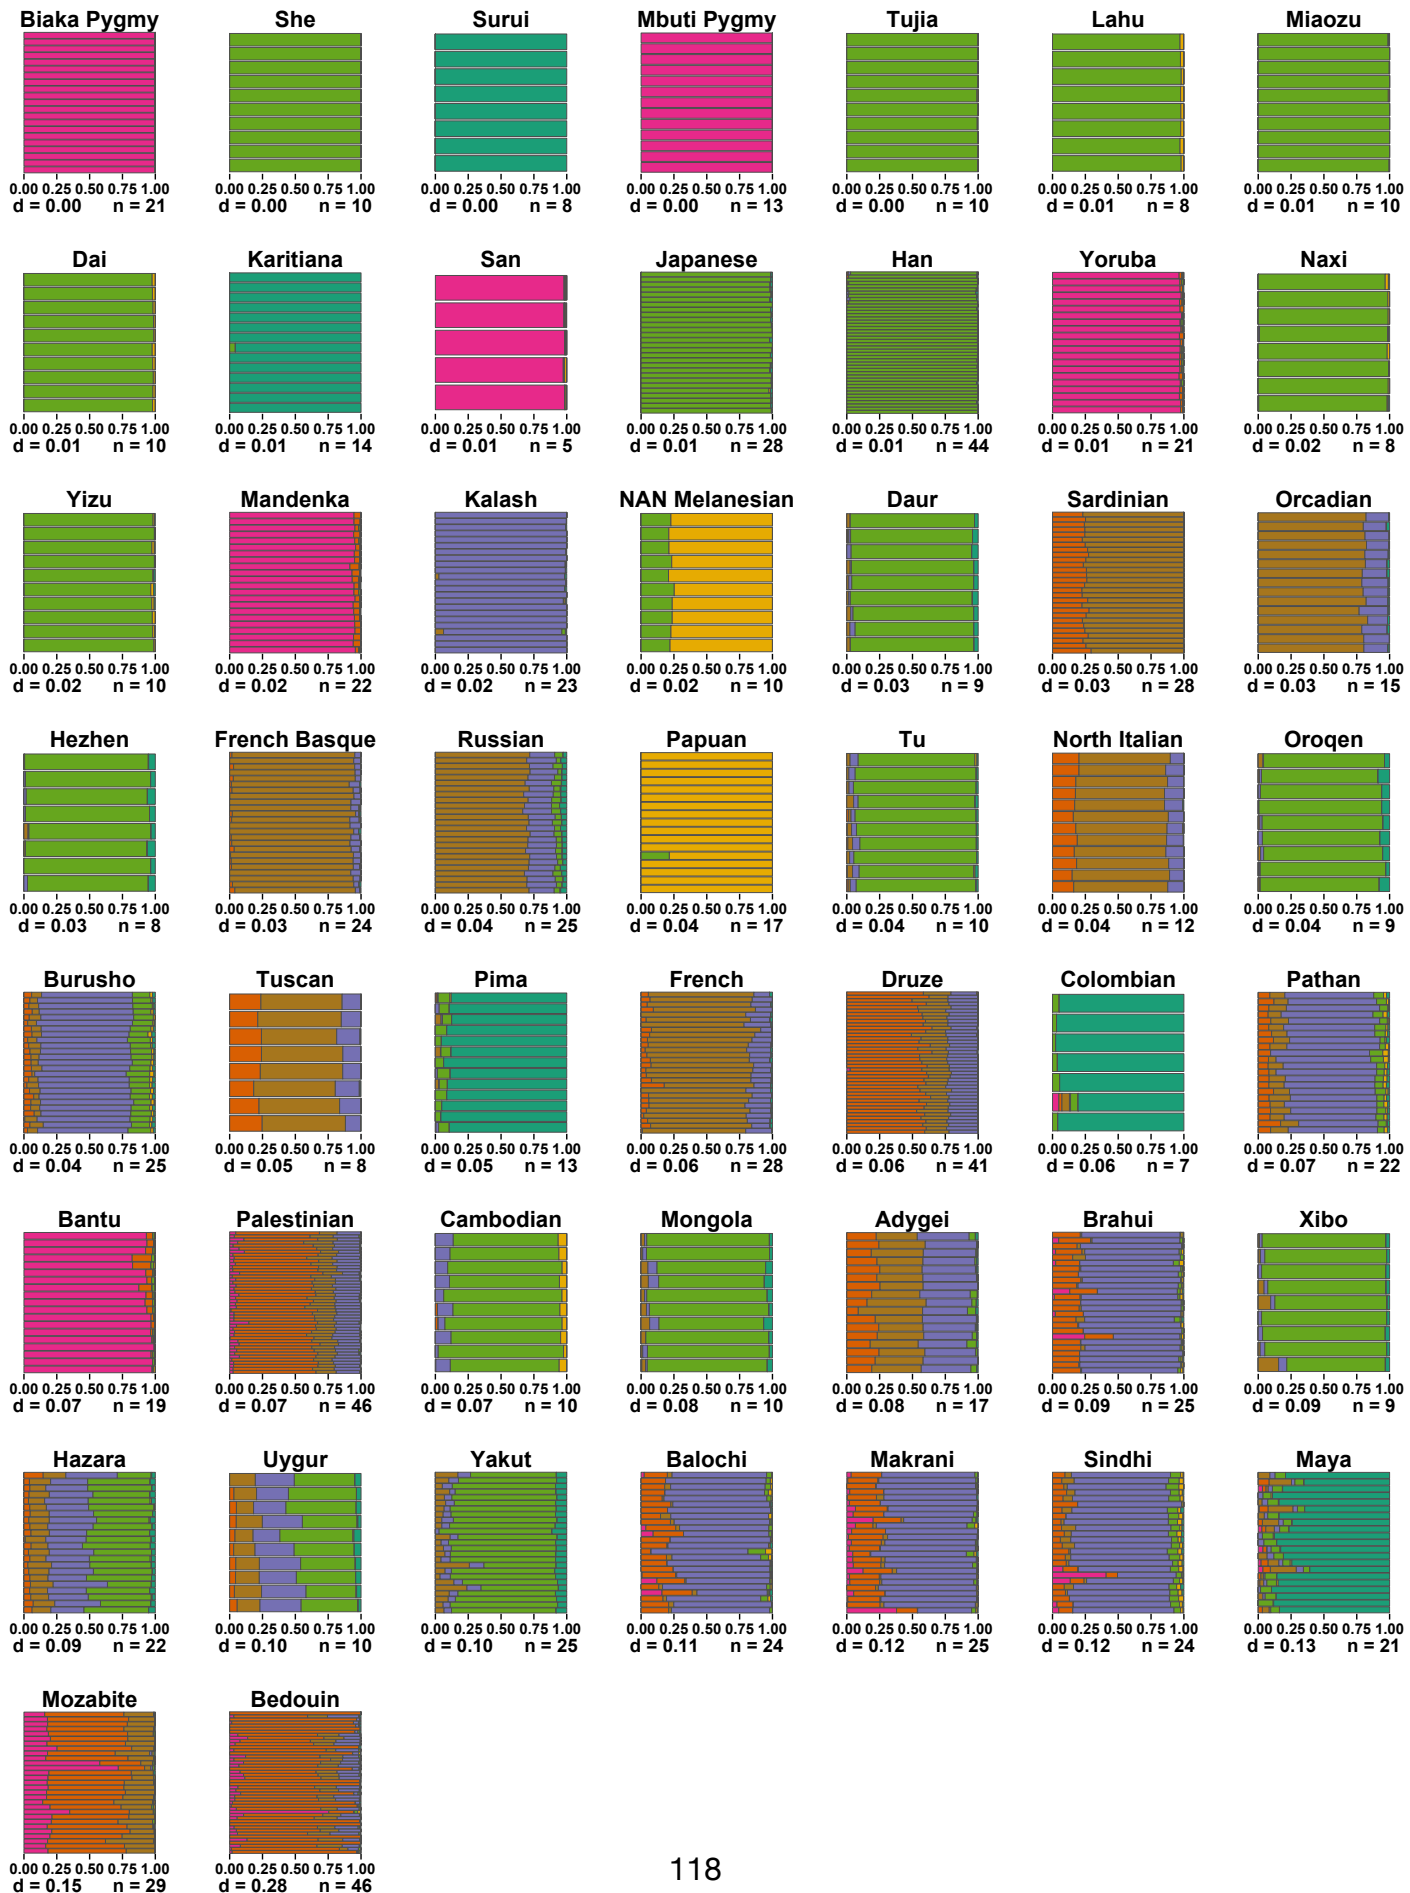 Biaka Pygmy She Surui Mbuti Pygmy Tujia Lahu Miaozu
0.00 0.25 0.50 0.75 1.00 0.00 0.25 0.50 0.75 1.00 0.00 0.25 0.50 0.75 1.00 0.00 0.25 0.50 0.75 1.00 0.00 0.25 0.50 0.75 1.00 0.00 0.25 0.50 0.75 1.00 0.00 0.25 0.50 0.75 1.00
d = 0.00 n = 21 d = 0.00 n = 10 d = 0.00 n = 8 d = 0.00 n = 13 d = 0.00 n = 10 d = 0.01 n = 8 d = 0.01 n = 10
Dai Karitiana San Japanese Han Yoruba Naxi
0.00 0.25 0.50 0.75 1.00 0.00 0.25 0.50 0.75 1.00 0.00 0.25 0.50 0.75 1.00 0.00 0.25 0.50 0.75 1.00 0.00 0.25 0.50 0.75 1.00 0.00 0.25 0.50 0.75 1.00 0.00 0.25 0.50 0.75 1.00
d = 0.01 n = 10 d = 0.01 n = 14 d = 0.01 n = 5 d = 0.01 n = 28 d = 0.01 n = 44 d = 0.01 n = 21 d = 0.02 n = 8
Yizu Mandenka Kalash NAN Melanesian Daur Sardinian Orcadian
0.00 0.25 0.50 0.75 1.00 0.00 0.25 0.50 0.75 1.00 0.00 0.25 0.50 0.75 1.00 0.00 0.25 0.50 0.75 1.00 0.00 0.25 0.50 0.75 1.00 0.00 0.25 0.50 0.75 1.00 0.00 0.25 0.50 0.75 1.00
d = 0.02 n = 10 d = 0.02 n = 22 d = 0.02 n = 23 d = 0.02 n = 10 d = 0.03 n = 9 d = 0.03 n = 28 d = 0.03 n = 15
Hezhen French Basque Russian Papuan Tu North Italian Oroqen
0.00 0.25 0.50 0.75 1.00 0.00 0.25 0.50 0.75 1.00 0.00 0.25 0.50 0.75 1.00 0.00 0.25 0.50 0.75 1.00 0.00 0.25 0.50 0.75 1.00 0.00 0.25 0.50 0.75 1.00 0.00 0.25 0.50 0.75 1.00
d = 0.03 n = 8 d = 0.03 n = 24 d = 0.04 n = 25 d = 0.04 n = 17 d = 0.04 n = 10 d = 0.04 n = 12 d = 0.04 n = 9
Burusho Tuscan Pima French Druze Colombian Pathan
0.00 0.25 0.50 0.75 1.00 0.00 0.25 0.50 0.75 1.00 0.00 0.25 0.50 0.75 1.00 0.00 0.25 0.50 0.75 1.00 0.00 0.25 0.50 0.75 1.00 0.00 0.25 0.50 0.75 1.00 0.00 0.25 0.50 0.75 1.00
d = 0.04 n = 25 d = 0.05 n = 8 d = 0.05 n = 13 d = 0.06 n = 28 d = 0.06 n = 41 d = 0.06 n = 7 d = 0.07 n = 22
Bantu Palestinian Cambodian Mongola Adygei Brahui Xibo
0.00 0.25 0.50 0.75 1.00 0.00 0.25 0.50 0.75 1.00 0.00 0.25 0.50 0.75 1.00 0.00 0.25 0.50 0.75 1.00 0.00 0.25 0.50 0.75 1.00 0.00 0.25 0.50 0.75 1.00 0.00 0.25 0.50 0.75 1.00
d = 0.07 n = 19 d = 0.07 n = 46 d = 0.07 n = 10 d = 0.08 n = 10 d = 0.08 n = 17 d = 0.09 n = 25 d = 0.09 n = 9
Hazara Uygur Yakut Balochi Makrani Sindhi Maya
0.00 0.25 0.50 0.75 1.00 0.00 0.25 0.50 0.75 1.00 0.00 0.25 0.50 0.75 1.00 0.00 0.25 0.50 0.75 1.00 0.00 0.25 0.50 0.75 1.00 0.00 0.25 0.50 0.75 1.00 0.00 0.25 0.50 0.75 1.00
d = 0.09 n = 22 d = 0.10 n = 10 d = 0.10 n = 25 d = 0.11 n = 24 d = 0.12 n = 25 d = 0.12 n = 24 d = 0.13 n = 21
Mozabite Bedouin
0.00 0.25 0.50 0.75 1.00 0.00 0.25 0.50 0.75 1.00
d = 0.15 n = 29 d = 0.28 n = 46
118